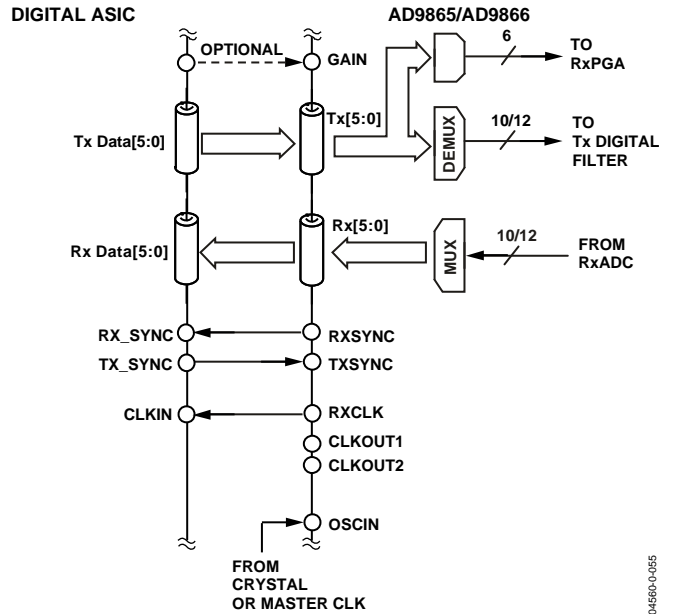 DIGITAL ASIC
AD9865/AD9866
OPTIONAL
GAIN
6
TO
RxPGA
Tx Data[5:0]
Tx[5:0]
DEMUX
10/12
TO
Tx DIGITAL
FILTER
Rx Data[5:0]
Rx[5:0]
MUX
10/12
FROM
RxADC
RX_SYNC
RXSYNC
TX_SYNC
TXSYNC
CLKIN
RXCLK
CLKOUT1
CLKOUT2
OSCIN
FROM
CRYSTAL
OR MASTER CLK
04560-0-055